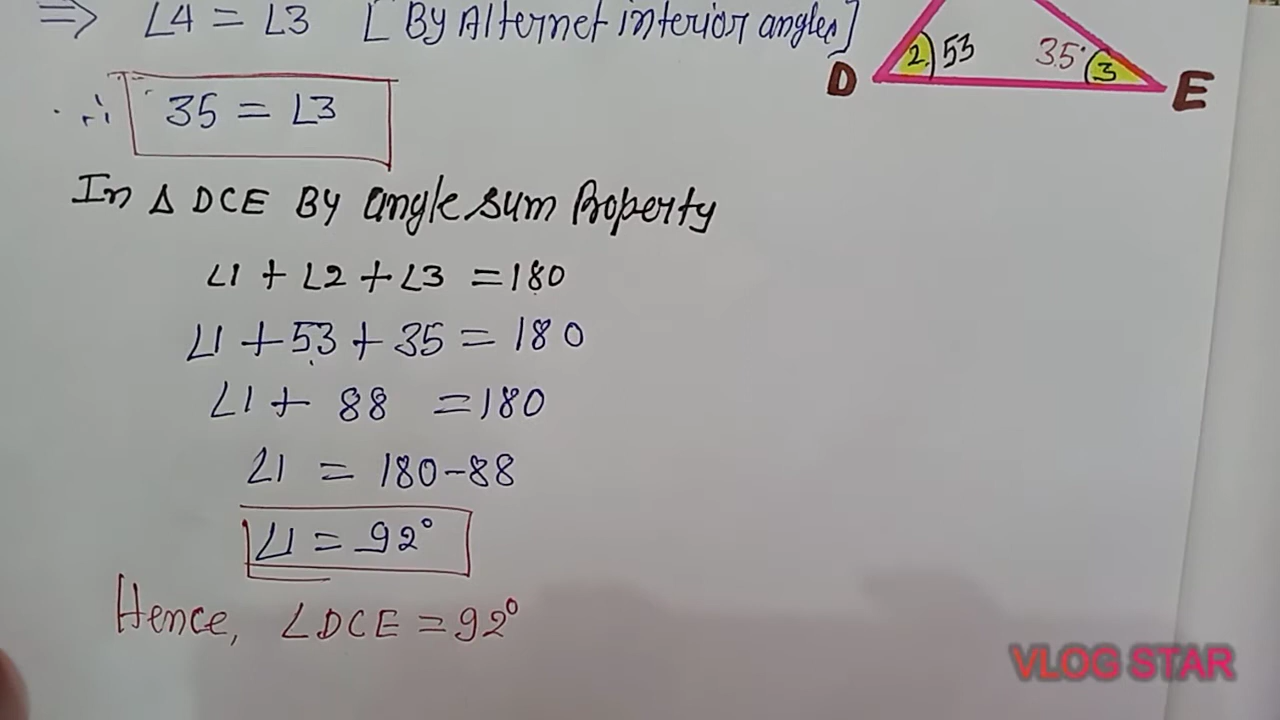 ⇒ ∠4 = ∠3 [By Alternet interior angles]
∴ 35 = ∠3
In Δ DCE By angle sum Property
∠1 + ∠2 + ∠3 = 180
∠1 + 53 + 35 = 180
∠1 + 88 = 180
∠1 = 180-88
∠1 = 92°
Hence, ∠DCE = 92°
D 2 53 35° 3 E
VLOG STAR